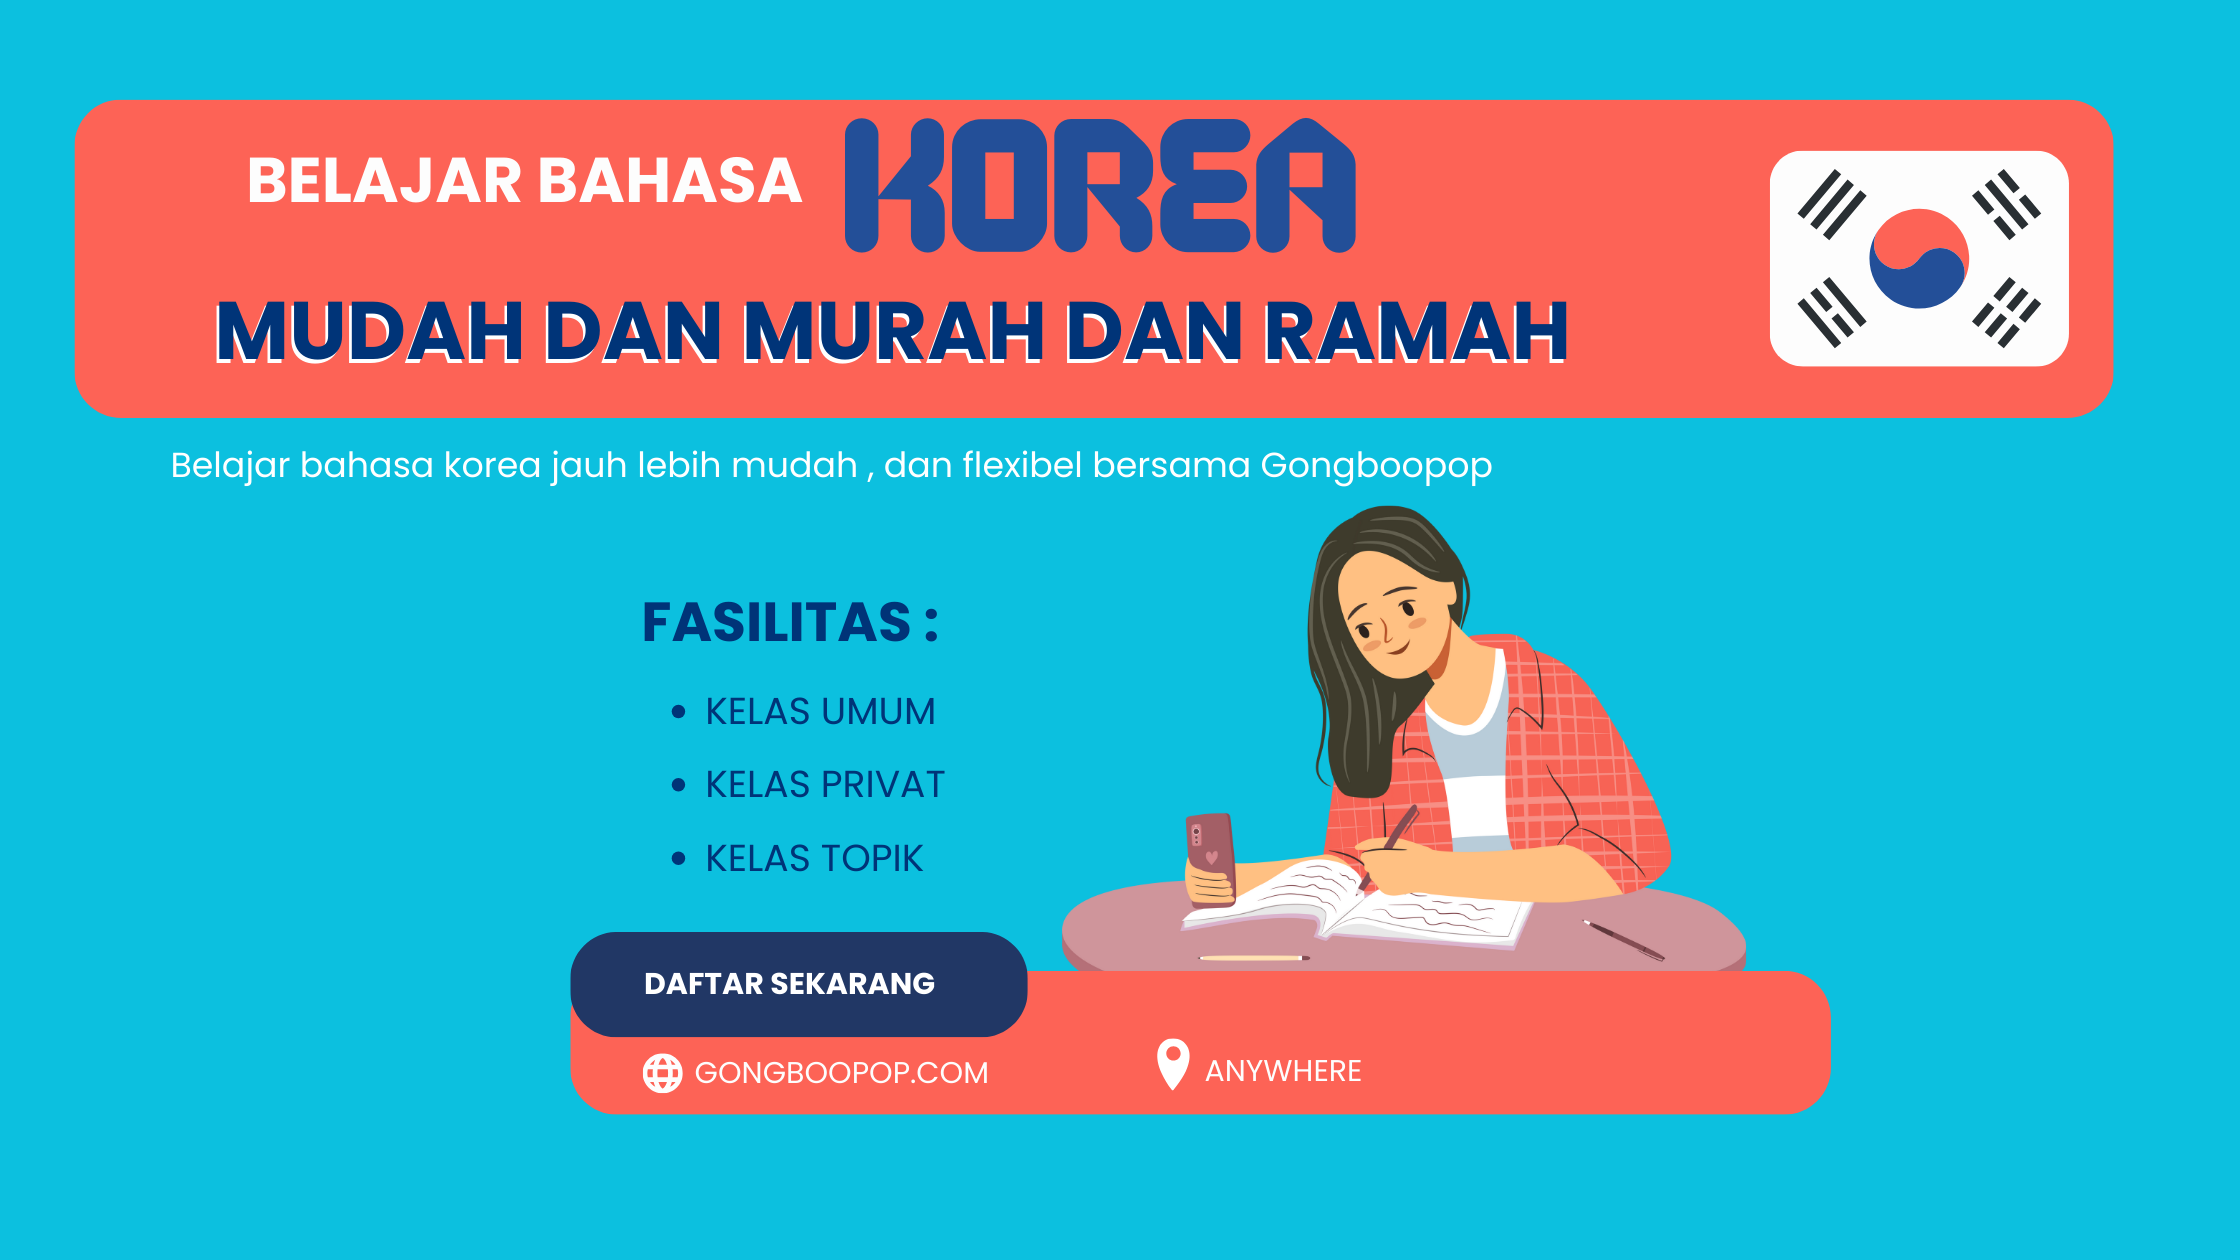 BELAJAR BAHASA KOREA
MUDAH DAN MURAH DAN RAMAH
Belajar bahasa korea jauh lebih mudah , dan flexibel bersama Gongboopop
FASILITAS :
• KELAS UMUM
• KELAS PRIVAT
• KELAS TOPIK
DAFTAR SEKARANG
GONGBOOPOP.COM
ANYWHERE